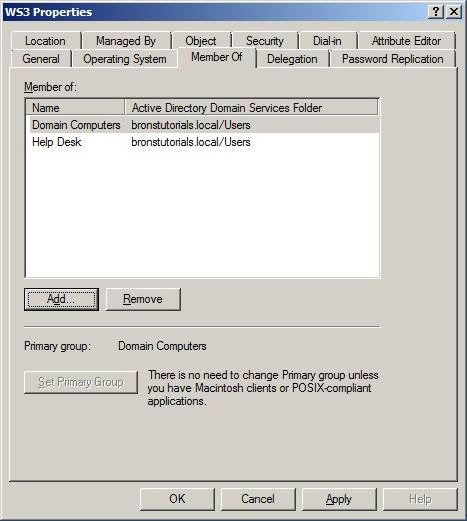 WS3 Properties
Location Managed By Object Security Dial-in Attribute Editor
General Operating System Member Of Delegation Password Replication
Member of:
Name Active Directory Domain Services Folder
Domain Computers bronstutorials.local/Users
Help Desk bronstutorials.local/Users
Add... Remove
Primary group: Domain Computers
Set Primary Group
There is no need to change Primary group unless
you have Macintosh clients or POSIX-compliant
applications.
OK Cancel Apply Help